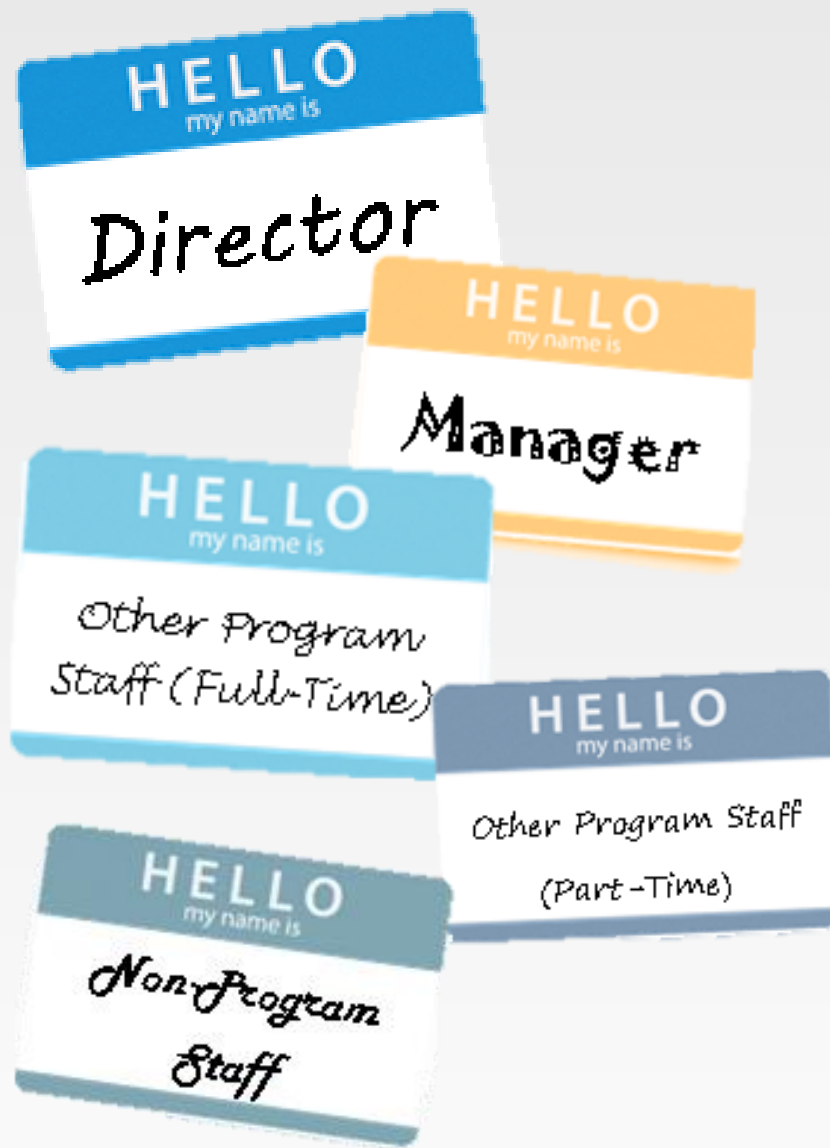 HELLO
my name is
Director
HELLO
my name is
Manager
HELLO
my name is
Other Program
Staff (Full-Time)
HELLO
my name is
Other Program Staff
(Part-Time)
HELLO
my name is
Non-Program
Staff